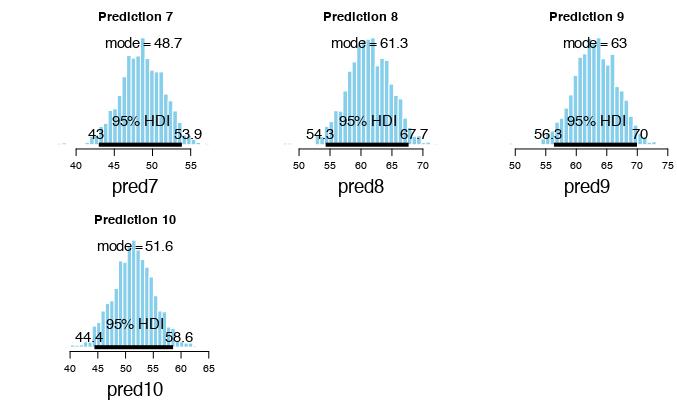 Prediction 7
mode = 48.7
95% HDI
43 53.9
40 45 50 55
pred7
Prediction 8
mode = 61.3
95% HDI
54.3 67.7
50 55 60 65 70
pred8
Prediction 9
mode = 63
95% HDI
56.3 70
50 55 60 65 70 75
pred9
Prediction 10
mode = 51.6
95% HDI
44.4 58.6
40 45 50 55 60 65
pred10